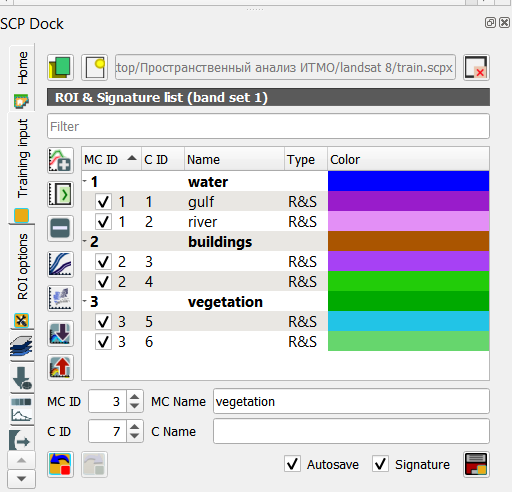 SCP Dock
Home
Training input
ROI options
top/Пространственный анализ ИТМО/landsat 8/train.scpx
ROI & Signature list (band set 1)
Filter
MC ID C ID Name Type Color
1 water
1 1 gulf R&S
1 2 river R&S
2 buildings
2 3 R&S
2 4 R&S
3 vegetation
3 5 R&S
3 6 R&S
MC ID 3 MC Name vegetation
C ID 7 C Name
Autosave Signature